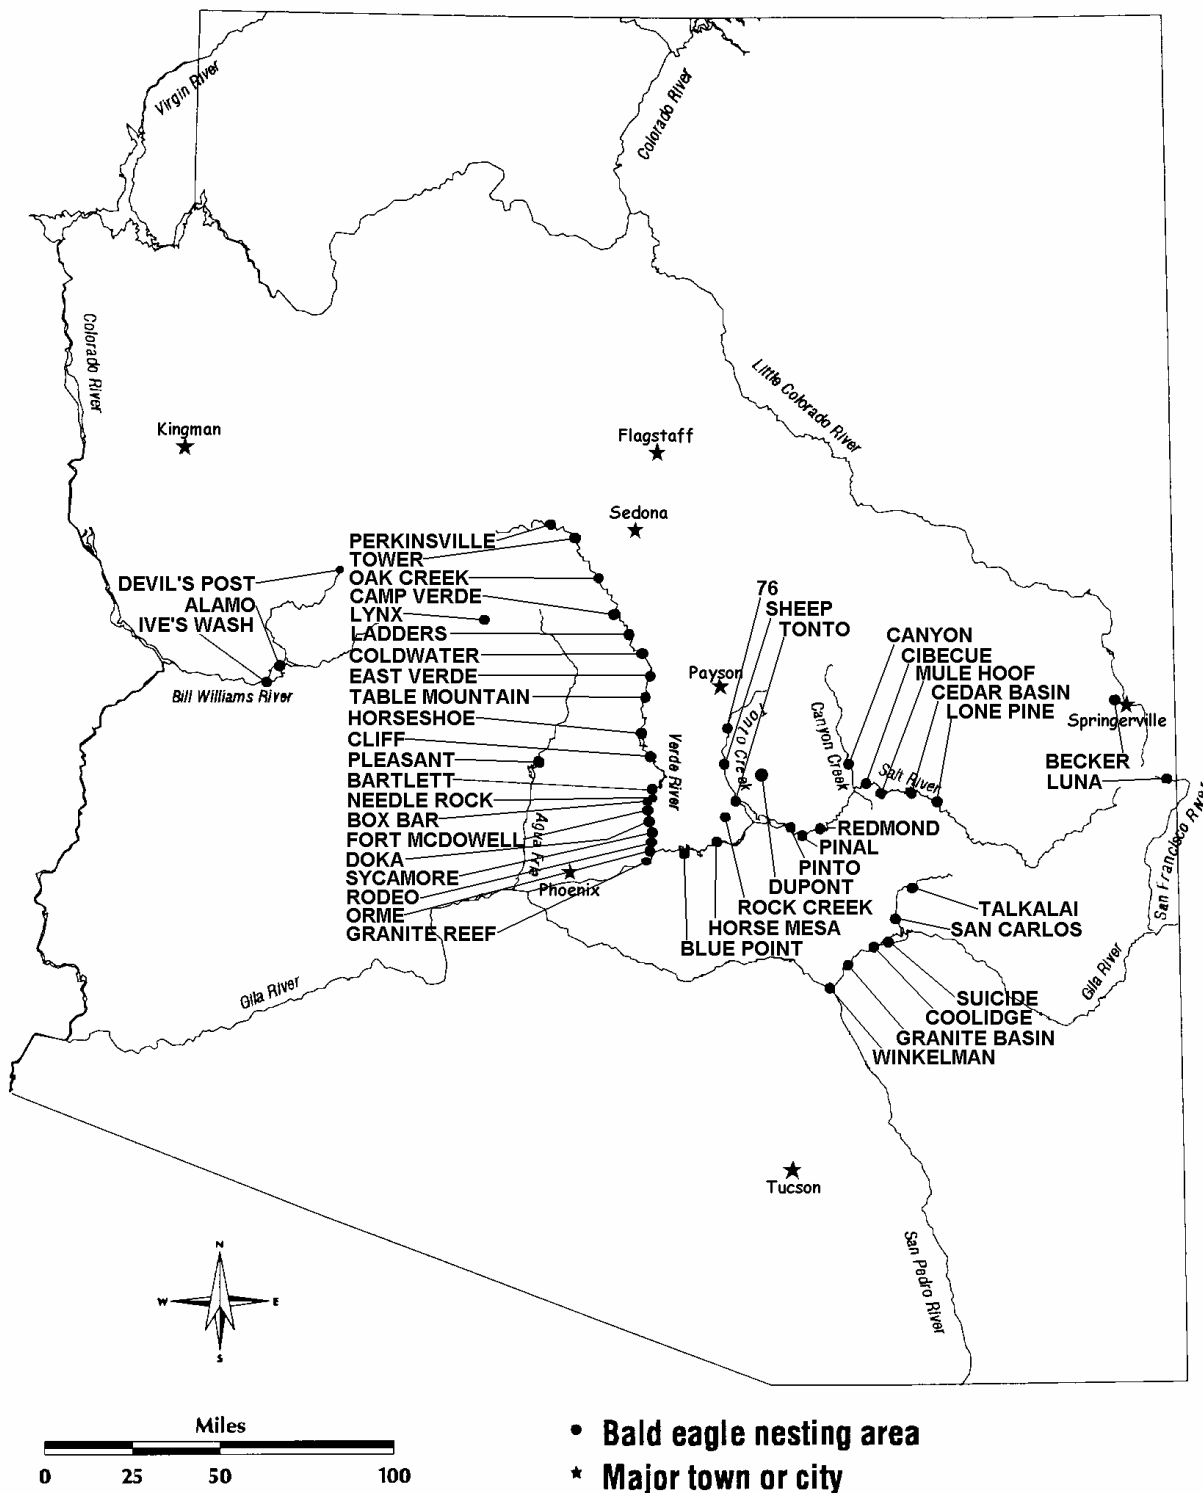 Virgin River
Colorado River
Colorado River
Little Colorado River
Kingman
Flagstaff
Sedona
PERKINSVILLE
TOWER
OAK CREEK
CAMP VERDE
LYNX
LADDERS
COLDWATER
EAST VERDE
TABLE MOUNTAIN
HORSESHOE
CLIFF
PLEASANT
BARTLETT
NEEDLE ROCK
BOX BAR
FORT MCDOWELL
DOKA
SYCAMORE
RODEO
ORME
GRANITE REEF
DEVIL'S POST
ALAMO
IVE'S WASH
Bill Williams River
76
SHEEP
TONTO
Payson
Tonto Creek
Verde River
Agua Fria
Phoenix
CANYON
CIBECUE
MULE HOOF
CEDAR BASIN
LONE PINE
Canyon Creek
Salt River
Springerville
BECKER
LUNA
San Francisco River
REDMOND
PINAL
PINTO
DUPONT
ROCK CREEK
HORSE MESA
BLUE POINT
TALKALAI
SAN CARLOS
SUICIDE
COOLIDGE
GRANITE BASIN
WINKELMAN
Gila River
Gila River
Tucson
San Pedro River
N
W E
S
Miles
0 25 50 100
Bald eagle nesting area
Major town or city